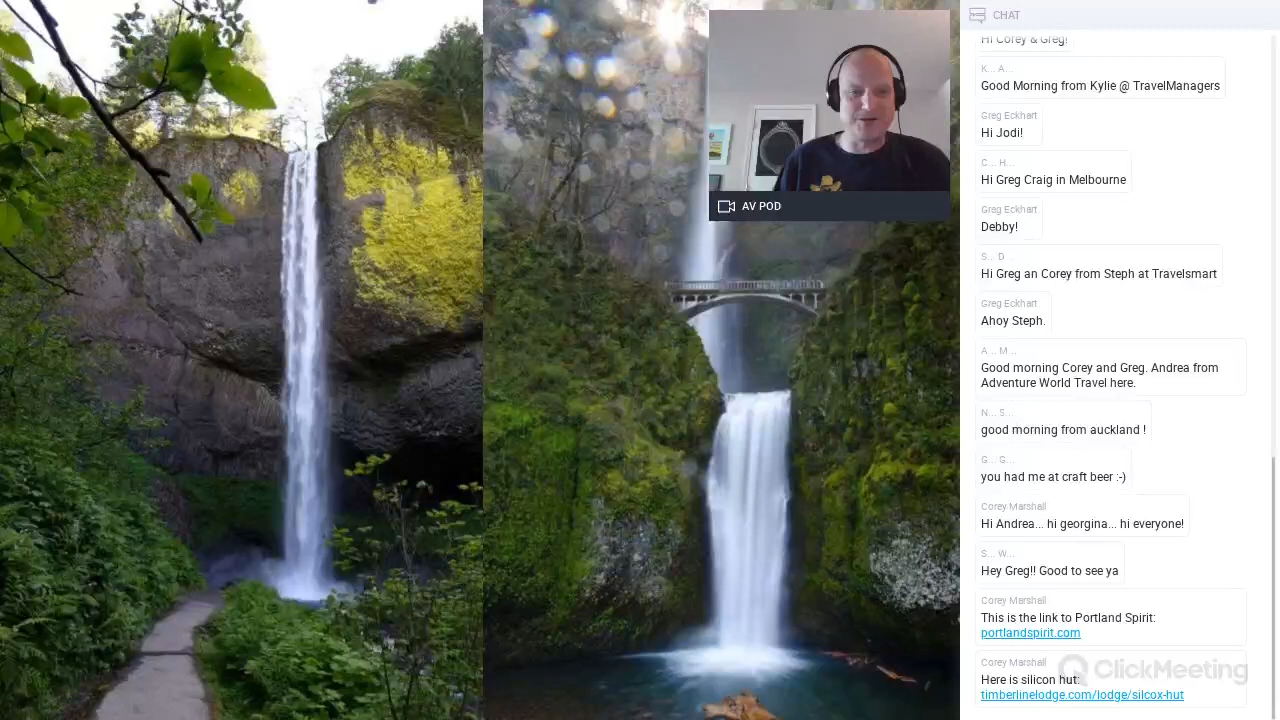 CHAT
Hi Corey & Greg!
K... A...
Good Morning from Kylie @ TravelManagers
Greg Eckhart
Hi Jodi!
C... H...
Hi Greg Craig in Melbourne
Greg Eckhart
Debby!
S... D...
Hi Greg an Corey from Steph at Travelsmart
Greg Eckhart
Ahoy Steph.
A... M...
Good morning Corey and Greg. Andrea from
Adventure World Travel here.
N... S...
good morning from auckland !
G... G...
you had me at craft beer :-)
Corey Marshall
Hi Andrea... hi georgina... hi everyone!
S... W...
Hey Greg!! Good to see ya
Corey Marshall
This is the link to Portland Spirit:
portlandspirit.com
Corey Marshall
Here is silicon hut:
timberlinelodge.com/lodge/silcox-hut
ClickMeeting
AV POD